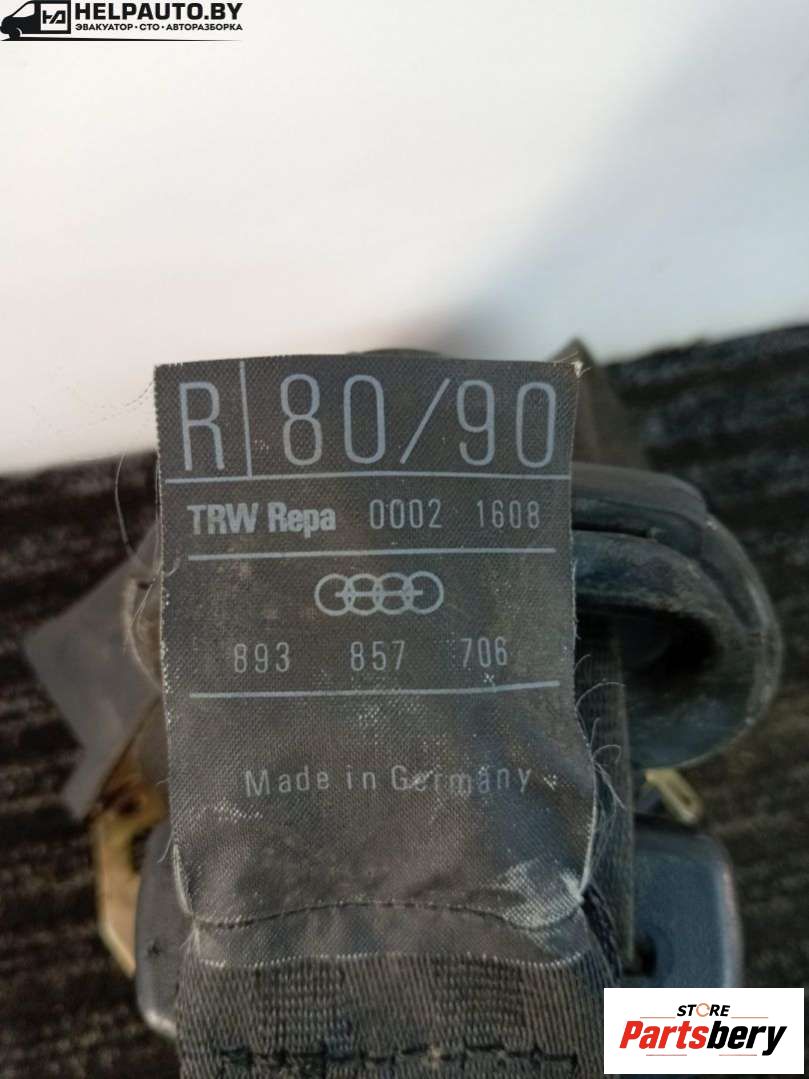 HELPAUTO.BY
ЭВАКУАТОР·СТО·АВТОРАЗБОРКА
R 80/90
TRW Repa 0002 1608
893 857 706
Made in Germany
STORE
Partsbery